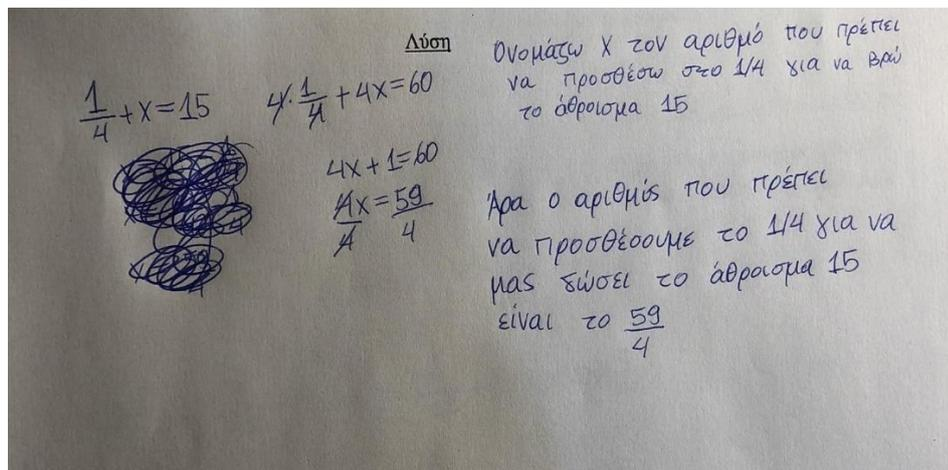 Λύση
1/4 + x = 15
4·1/4 + 4x = 60
4x + 1 = 60
4x/4 = 59/4
Ονομάζω X τον αριθμό που πρέπει
να προσθέσω στο 1/4 για να βρώ
το άθροισμα 15
Άρα ο αριθμός που πρέπει
να προσθέσουμε το 1/4 για να
μας δώσει το άθροισμα 15
είναι το 59/4